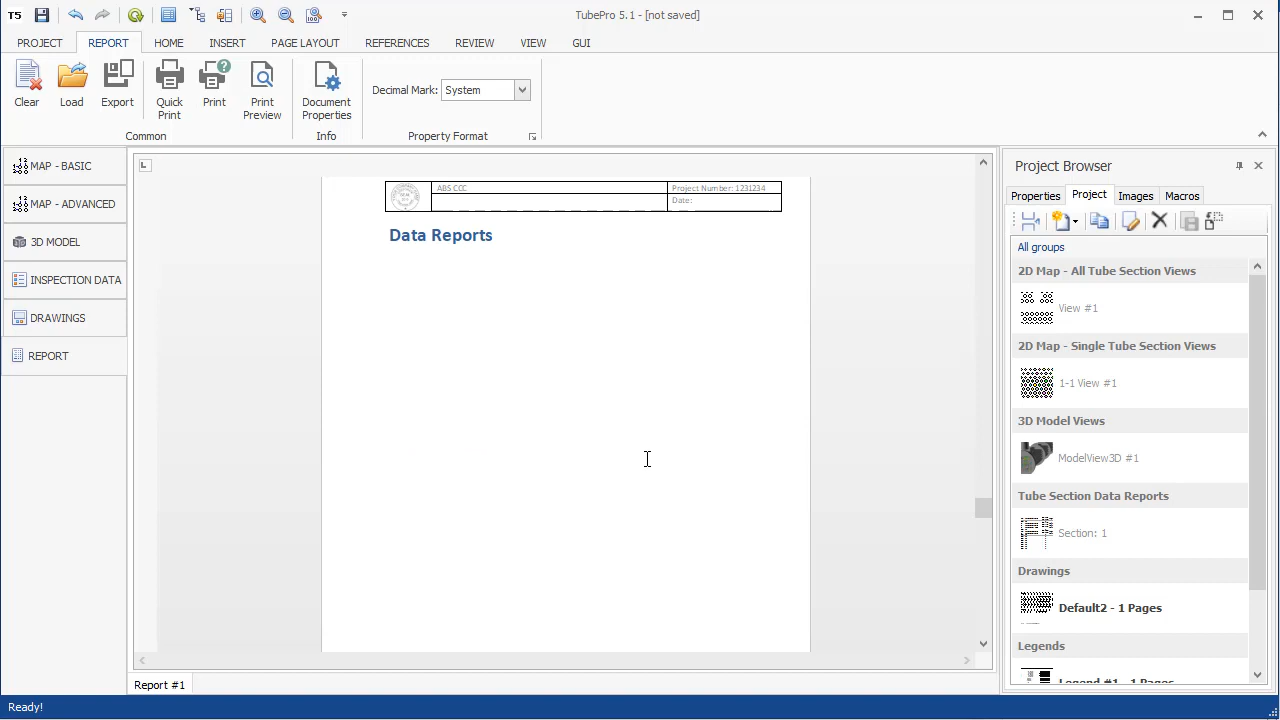 T5
TubePro 5.1 - [not saved]
PROJECT REPORT HOME INSERT PAGE LAYOUT REFERENCES REVIEW VIEW GUI
Clear
Load
Export
Quick Print
Print
Print Preview
Document Properties
Decimal Mark: System
Common
Info
Property Format
MAP - BASIC
MAP - ADVANCED
3D MODEL
INSPECTION DATA
DRAWINGS
REPORT
ABS CCC
Project Number: 1231234
Date:
Data Reports
Report #1
Project Browser
Properties Project Images Macros
All groups
2D Map - All Tube Section Views
View #1
2D Map - Single Tube Section Views
1-1 View #1
3D Model Views
ModelView3D #1
Tube Section Data Reports
Section: 1
Drawings
Default2 - 1 Pages
Legends
Legend #1 - 1 Pages
Ready!